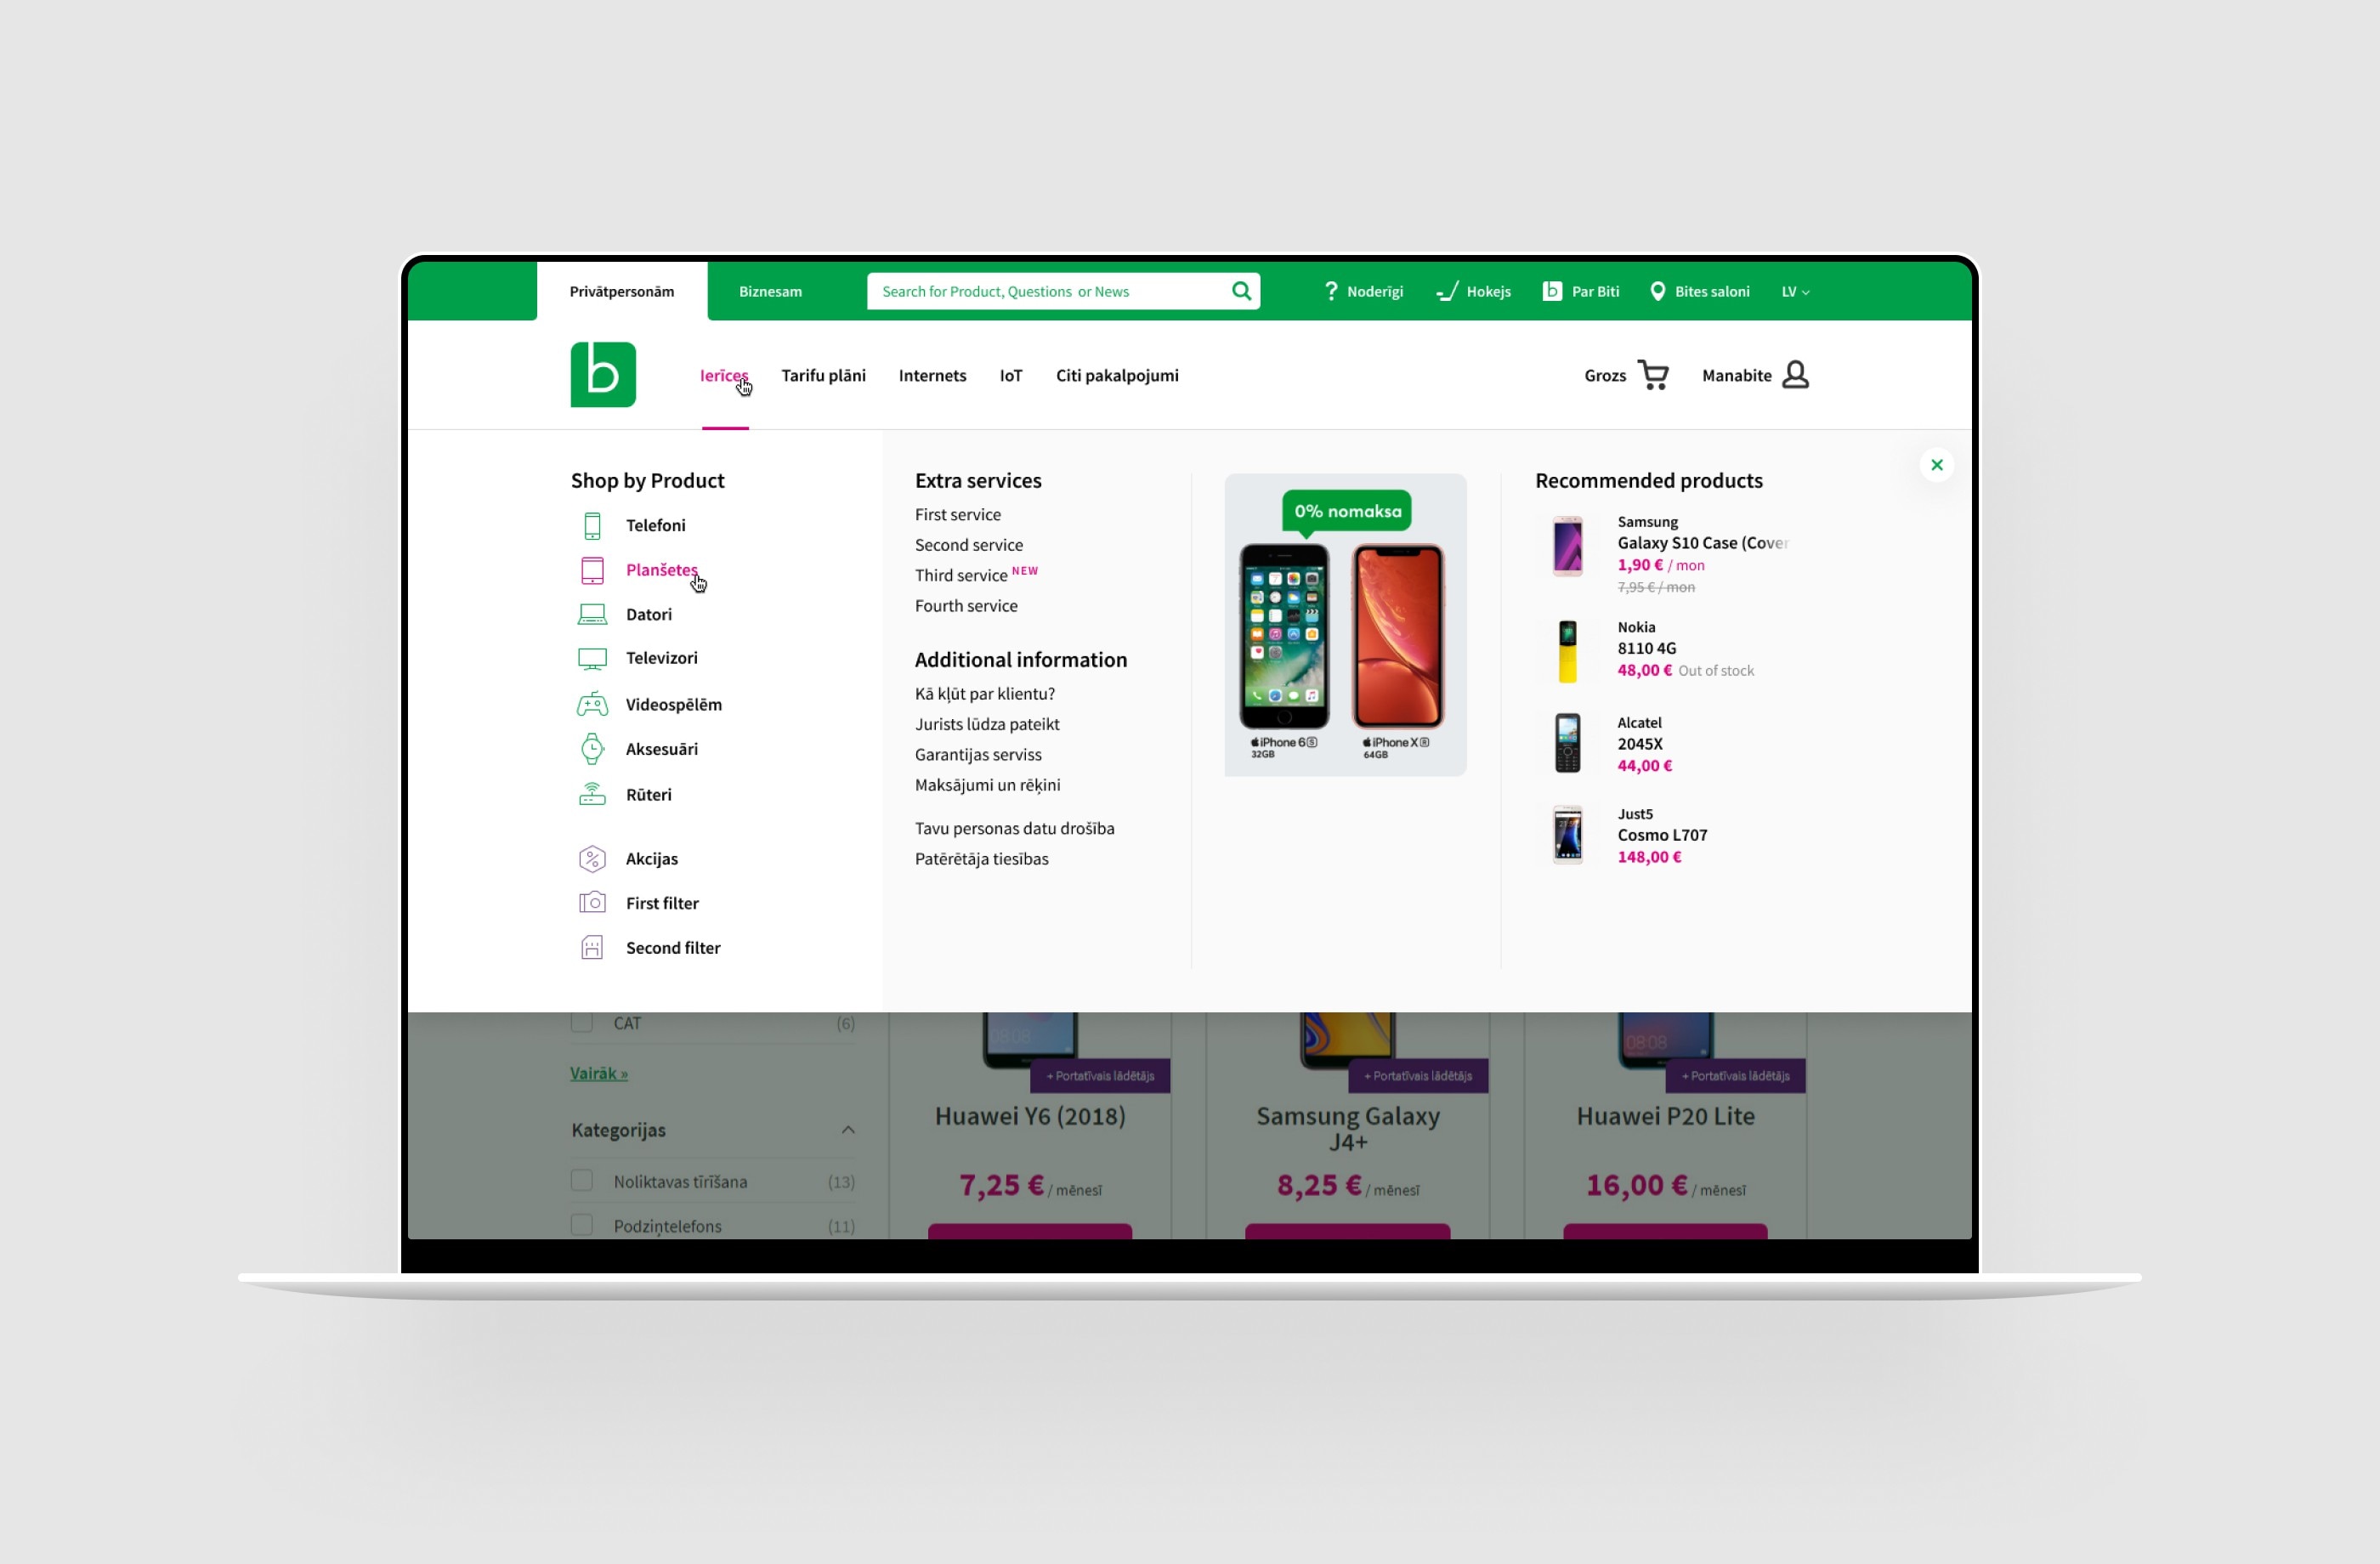 Privātpersonām
Biznesam
Search for Product, Questions or News
Noderīgi
Hokejs
Par Biti
Bites saloni
LV
b
Ierīces
Tarifu plāni
Internets
IoT
Citi pakalpojumi
Grozs
Manabite
Shop by Product
Telefoni
Planšetes
Datori
Televizori
Videospēlēm
Aksesuāri
Rūteri
Akcijas
First filter
Second filter
Extra services
First service
Second service
Third service NEW
Fourth service
Additional information
Kā kļūt par klientu?
Jurists lūdza pateikt
Garantijas serviss
Maksājumi un rēķini
Tavu personas datu drošība
Patērētāja tiesības
0% nomaksa
iPhone 6S
32GB
iPhone XR
64GB
Recommended products
Samsung
Galaxy S10 Case (Cover
1,90 € / mon
7,95 € / mon
Nokia
8110 4G
48,00 € Out of stock
Alcatel
2045X
44,00 €
Just5
Cosmo L707
148,00 €
CAT (6)
Vairāk »
Kategorijas
Noliktavas tīrīšana (13)
Podziņtelefons (11)
08:08
+ Portatīvais lādētājs
Huawei Y6 (2018)
7,25 € / mēnesī
+ Portatīvais lādētājs
Samsung Galaxy
J4+
8,25 € / mēnesī
08:08
+ Portatīvais lādētājs
Huawei P20 Lite
16,00 € / mēnesī